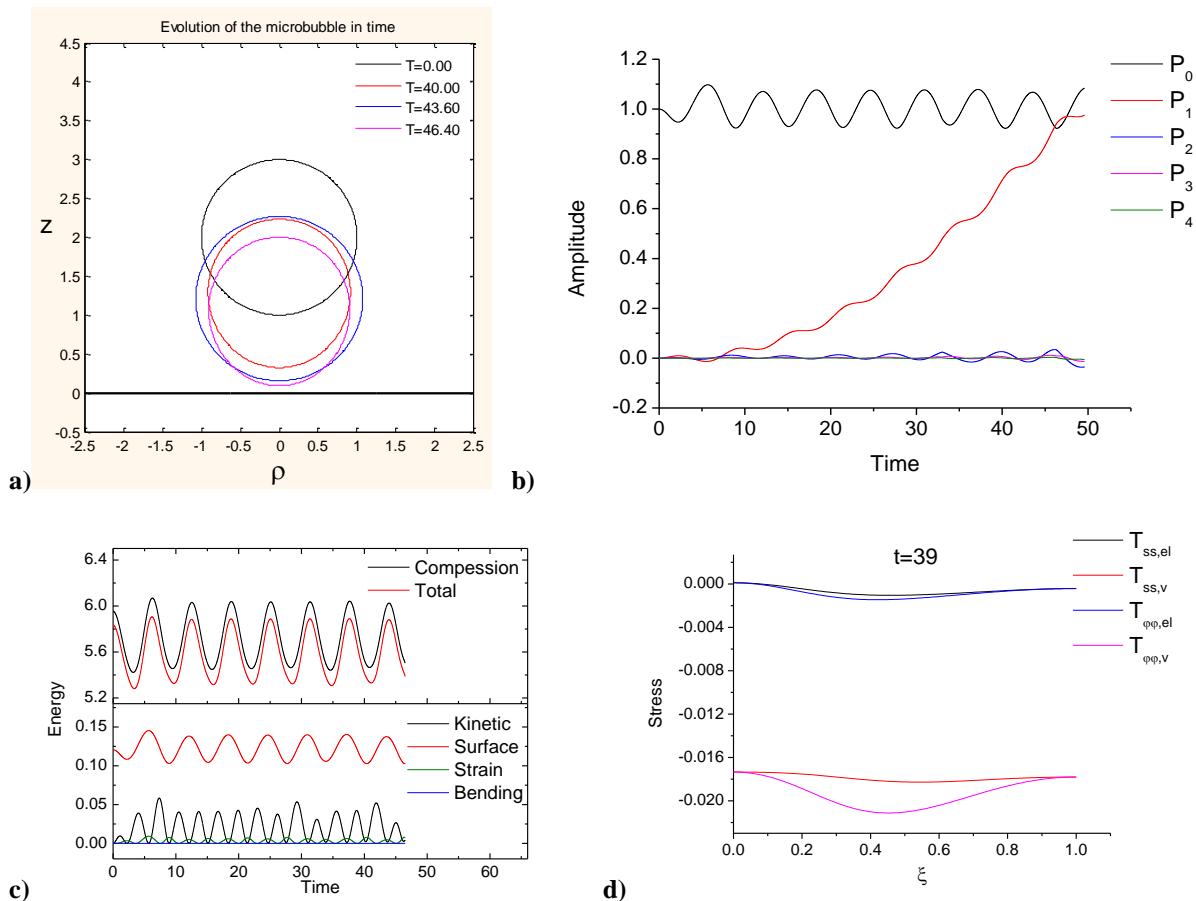 Evolution of the microbubble in time
4.5
4
3.5
3
2.5
2
1.5
1
0.5
0
-0.5
z
T=0.00
T=40.00
T=43.60
T=46.40
-2.5 -2 -1.5 -1 -0.5 0 0.5 1 1.5 2 2.5
ρ
a)
1.2
1.0
0.8
0.6
0.4
0.2
0.0
-0.2
Amplitude
P₀
P₁
P₂
P₃
P₄
0 10 20 30 40 50
Time
b)
6.4
6.0
5.6
5.2
Compession
Total
Energy
0.15
0.10
0.05
0.00
Kinetic
Surface
Strain
Bending
0 10 20 30 40 50 60
Time
c)
t=39
0.000
-0.004
-0.008
-0.012
-0.016
-0.020
Stress
T ss,el
T ss,v
T φφ,el
T φφ,v
0.0 0.2 0.4 0.6 0.8 1.0
ξ
d)